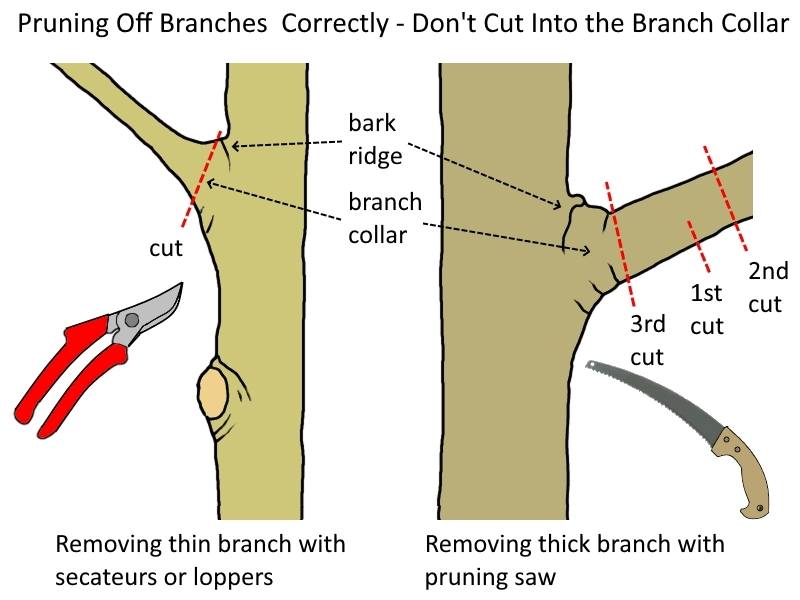 Pruning Off Branches  Correctly - Don't Cut Into the Branch Collar
bark
ridge
branch
collar
cut
1st
cut
2nd
cut
3rd
cut
Removing thin branch with
secateurs or loppers
Removing thick branch with
pruning saw